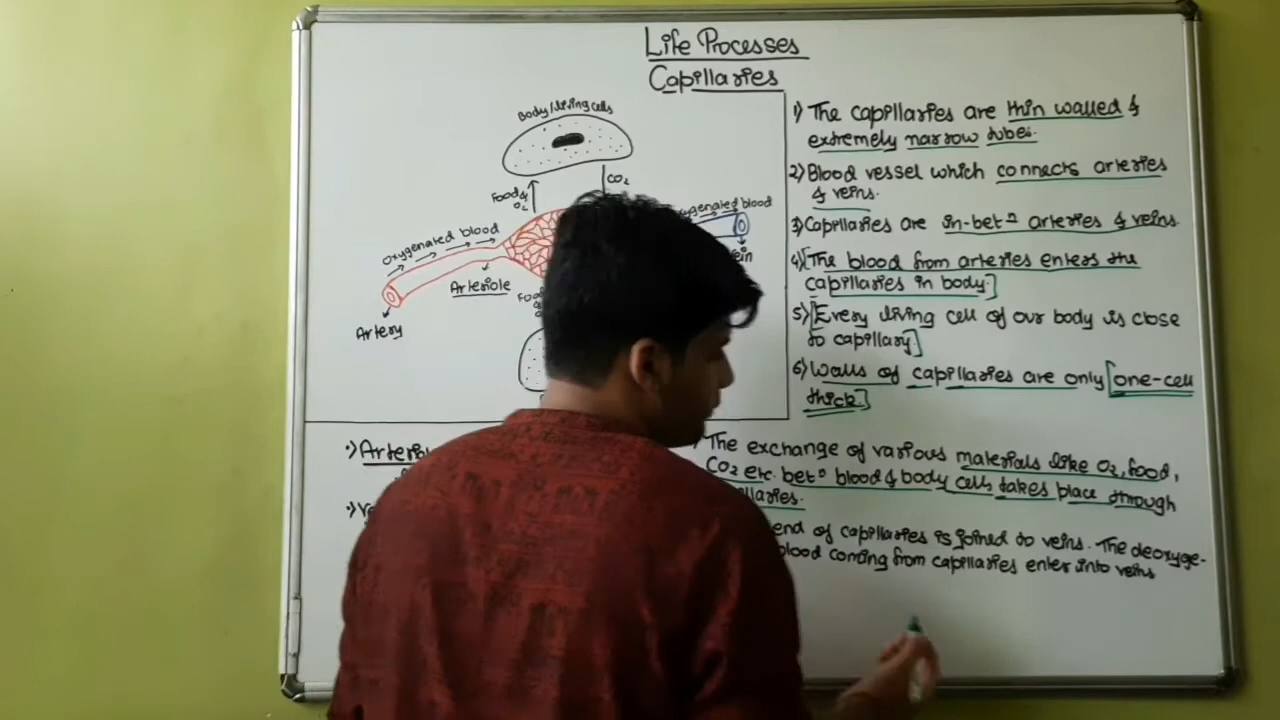 Life Processes
Capillaries
Body/living cells
Food &
O2
CO2
Oxygenated blood
blood
Arteriole
Artery
1) The capillaries are thin walled &
extremely narrow tubes.
2) Blood vessel which connects arteries
& veins.
3) Capillaries are in-betⁿ arteries & veins.
4) [The blood from arteries enters the
capillaries in body.]
5) [Every living cell of our body is close
to capillary]
6) Walls of capillaries are only [one-cell
thick.]
The exchange of various materials like O2, food,
CO2 etc. betⁿ blood & body cells takes place through
end of capillaries is joined to veins. The deoxyge-
blood coming from capillaries enter into veins